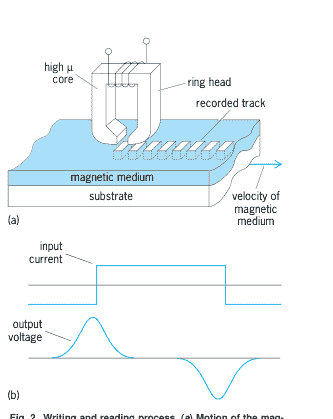 high μ
core
ring head
recorded track
magnetic medium
substrate
velocity of
magnetic
medium
(a)
input
current
output
voltage
(b)
Fig. 2. Writing and reading process. (a) Motion of the mag-